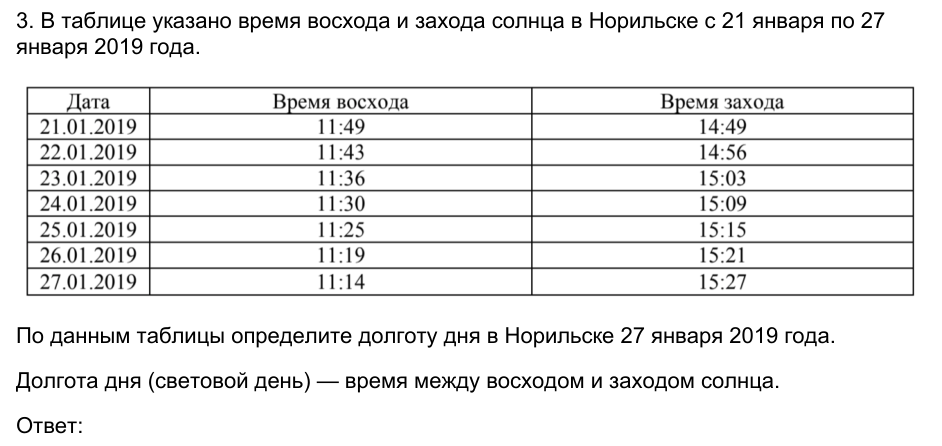 3. В таблице указано время восхода и захода солнца в Норильске с 21 января по 27
января 2019 года.
Дата Время восхода Время захода
21.01.2019 11:49 14:49
22.01.2019 11:43 14:56
23.01.2019 11:36 15:03
24.01.2019 11:30 15:09
25.01.2019 11:25 15:15
26.01.2019 11:19 15:21
27.01.2019 11:14 15:27
По данным таблицы определите долготу дня в Норильске 27 января 2019 года.
Долгота дня (световой день) — время между восходом и заходом солнца.
Ответ: